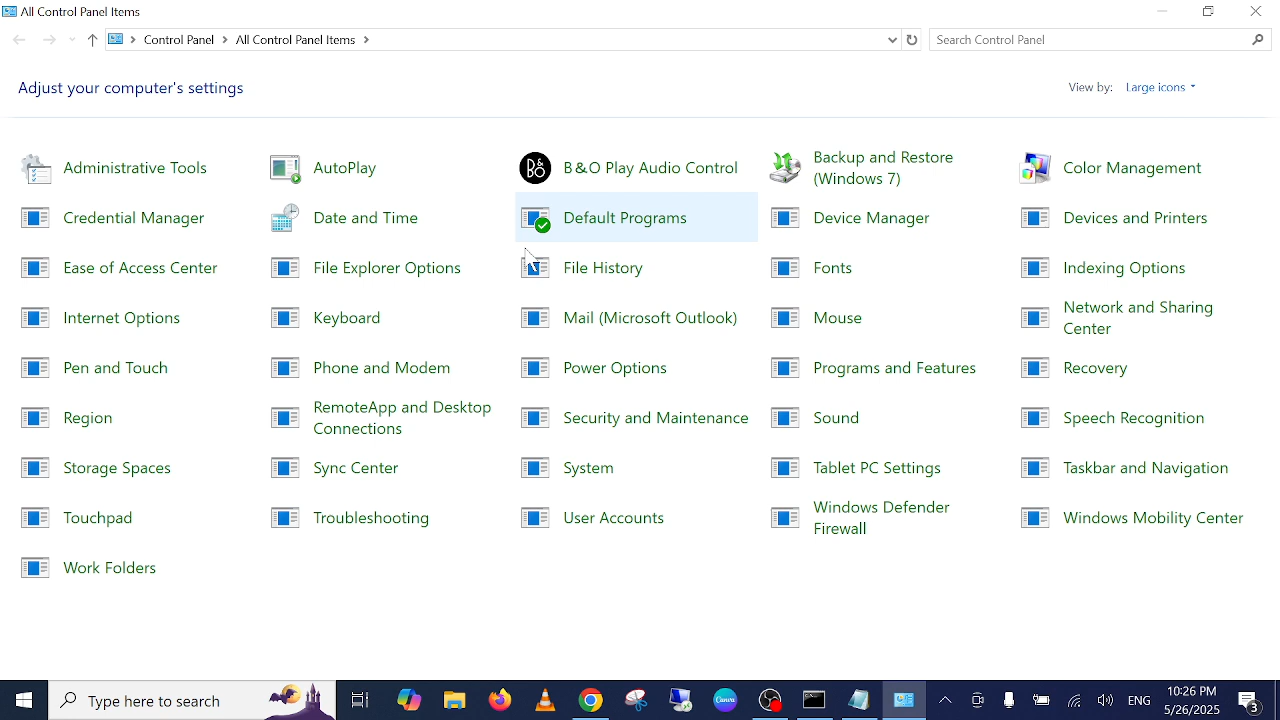 All Control Panel Items
Control Panel > All Control Panel Items >
Search Control Panel
Adjust your computer's settings
View by: Large icons
Administrative Tools
AutoPlay
B&O
B&O Play Audio Control
Backup and Restore
(Windows 7)
Color Management
Credential Manager
Date and Time
Default Programs
Device Manager
Devices and Printers
Ease of Access Center
File Explorer Options
File History
Fonts
Indexing Options
Internet Options
Keyboard
Mail (Microsoft Outlook)
Mouse
Network and Sharing
Center
Pen and Touch
Phone and Modem
Power Options
Programs and Features
Recovery
Region
RemoteApp and Desktop
Connections
Security and Maintenance
Sound
Speech Recognition
Storage Spaces
Sync Center
System
Tablet PC Settings
Taskbar and Navigation
Touchpad
Troubleshooting
User Accounts
Windows Defender
Firewall
Windows Mobility Center
Work Folders
Type here to search
Canva
ENG
10:26 PM
5/26/2025
3